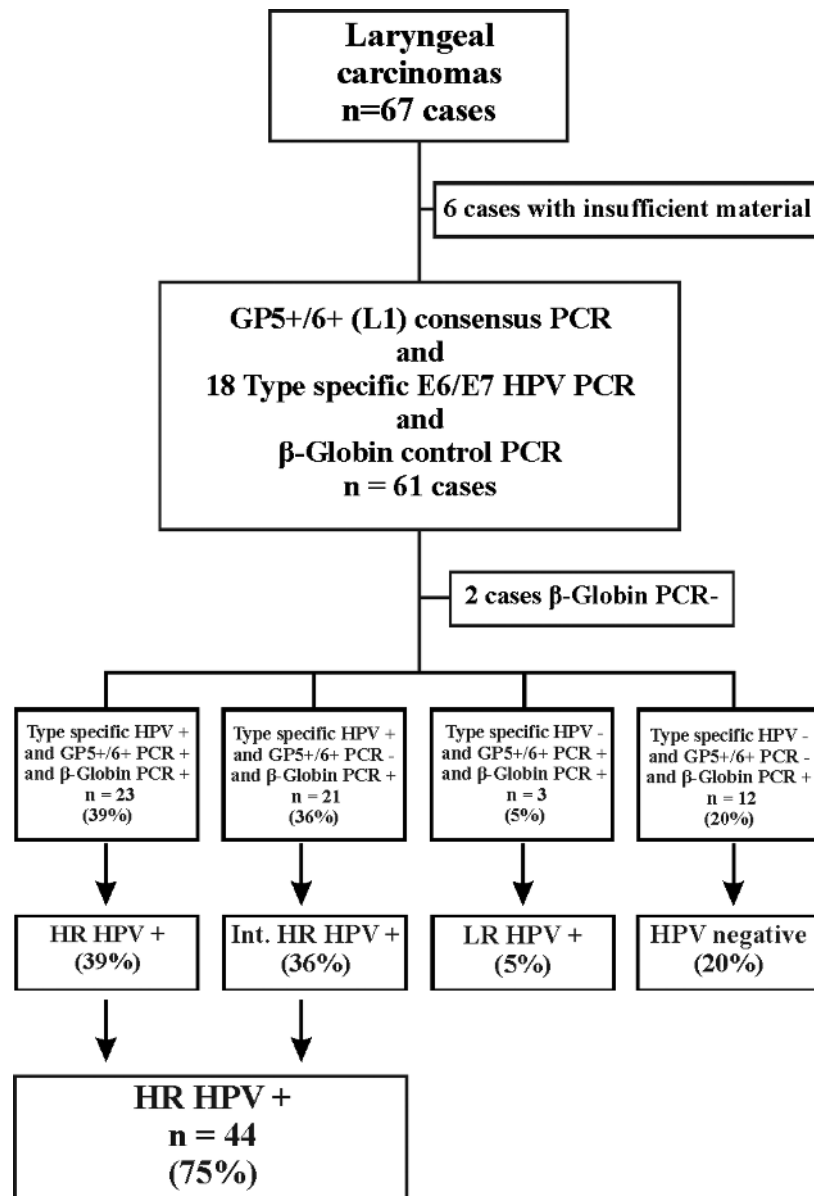 Laryngeal
carcinomas
n=67 cases
6 cases with insufficient material
GP5+/6+ (L1) consensus PCR
and
18 Type specific E6/E7 HPV PCR
and
β-Globin control PCR
n = 61 cases
2 cases β-Globin PCR-
Type specific HPV +
and GP5+/6+ PCR +
and β-Globin PCR +
n = 23
(39%)
Type specific HPV +
and GP5+/6+ PCR -
and β-Globin PCR +
n = 21
(36%)
Type specific HPV -
and GP5+/6+ PCR +
and β-Globin PCR +
n = 3
(5%)
Type specific HPV -
and GP5+/6+ PCR -
and β-Globin PCR +
n = 12
(20%)
HR HPV +
(39%)
Int. HR HPV +
(36%)
LR HPV +
(5%)
HPV negative
(20%)
HR HPV +
n = 44
(75%)